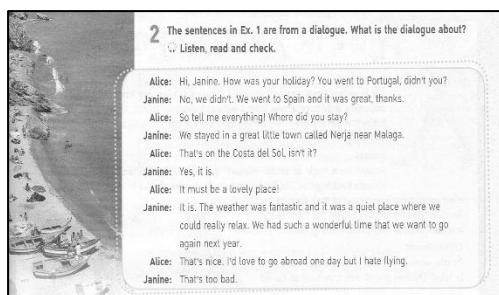 2 The sentences in Ex. 1 are from a dialogue. What is the dialogue about?
Listen, read and check.
Alice: Hi, Janine. How was your holiday? You went to Portugal, didn't you?
Janine: No, we didn't. We went to Spain and it was great, thanks.
Alice: So tell me everything! Where did you stay?
Janine: We stayed in a great little town called Nerja near Malaga.
Alice: That's on the Costa del Sol, isn't it?
Janine: Yes, it is.
Alice: It must be a lovely place!
Janine: It is. The weather was fantastic and it was a quiet place where we
could really relax. We had such a wonderful time that we want to go
again next year.
Alice: That's nice. I'd love to go abroad one day but I hate flying.
Janine: That's too bad.